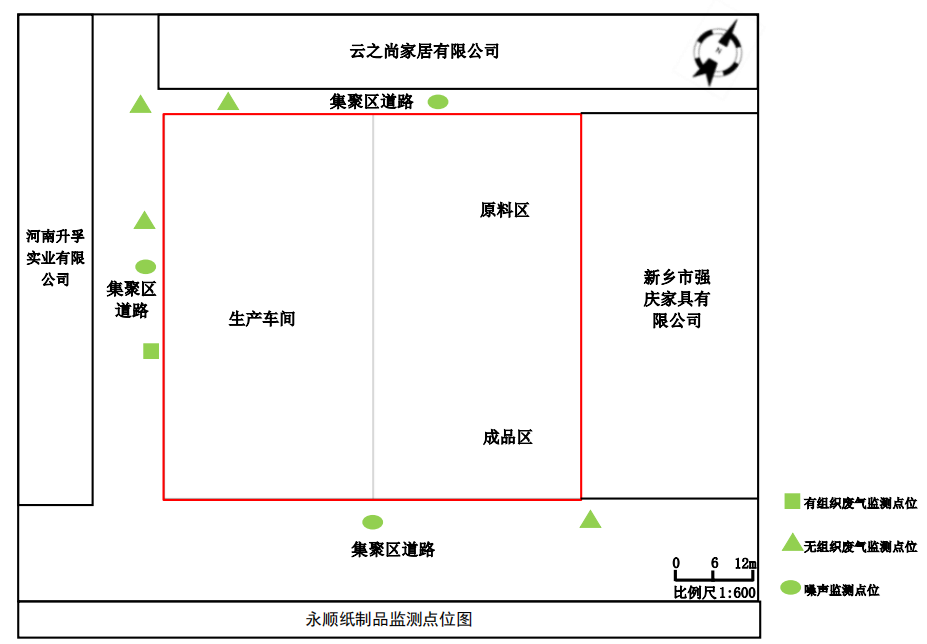 云之尚家居有限公司
N
集聚区道路
原料区
河南升孚
实业有限
公司
集聚区
道路
生产车间
新乡市强
庆家具有
限公司
成品区
集聚区道路
有组织废气监测点位
无组织废气监测点位
噪声监测点位
0 6 12m
比例尺1:600
永顺纸制品监测点位图